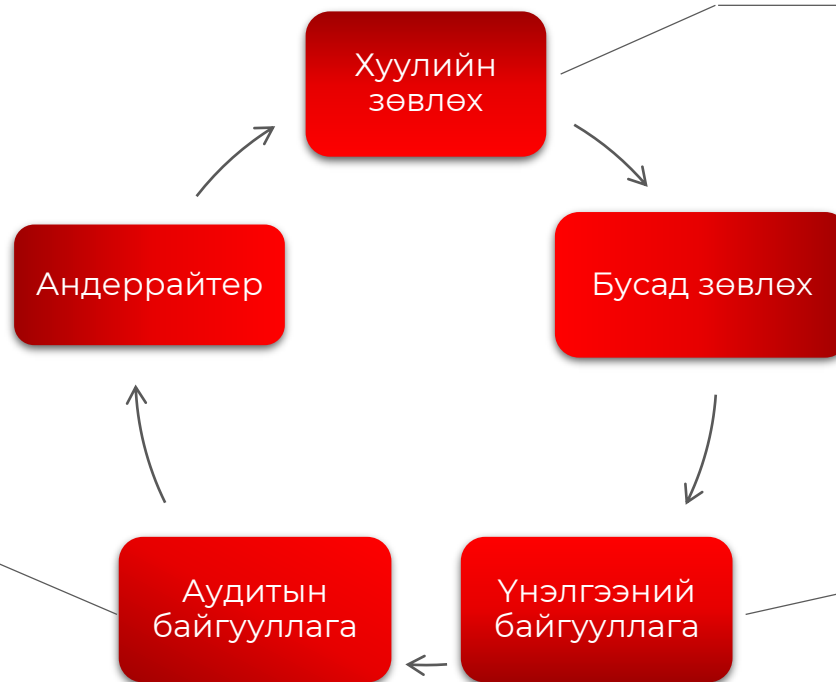 Хуулийн
зөвлөх
Андеррайтер
Бусад зөвлөх
Аудитын
байгууллага
Үнэлгээний
байгууллага